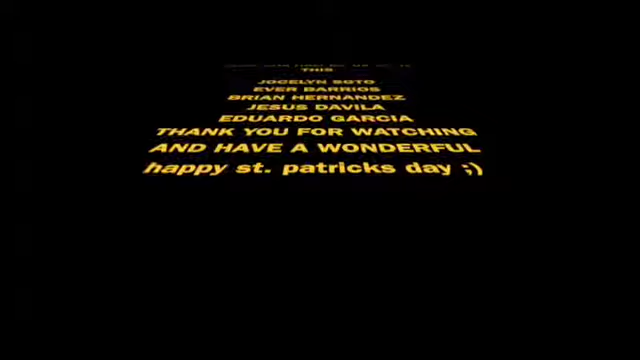 THIS
JOCELYN SOTO
EVER BARRIOS
BRIAN HERNANDEZ
JESUS DAVILA
EDUARDO GARCIA
THANK YOU FOR WATCHING
AND HAVE A WONDERFUL
happy st. patricks day ;)